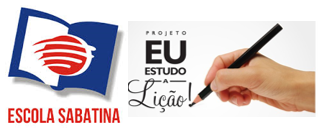 ESCOLA SABATINA
PROJETO
EU
ESTUDO
A
Lição!